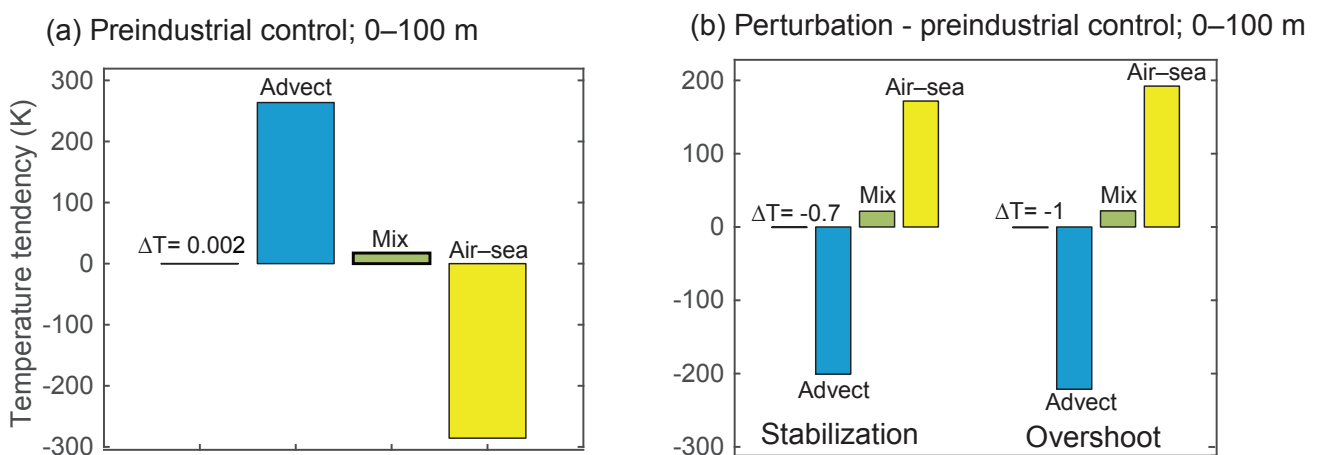 (a) Preindustrial control; 0–100 m
Temperature tendency (K)
300
200
100
0
-100
-200
-300
ΔT= 0.002
Advect
Mix
Air–sea
(b) Perturbation - preindustrial control; 0–100 m
200
100
0
-100
-200
-300
ΔT= -0.7
Advect
Mix
Air–sea
Stabilization
ΔT= -1
Advect
Mix
Air–sea
Overshoot